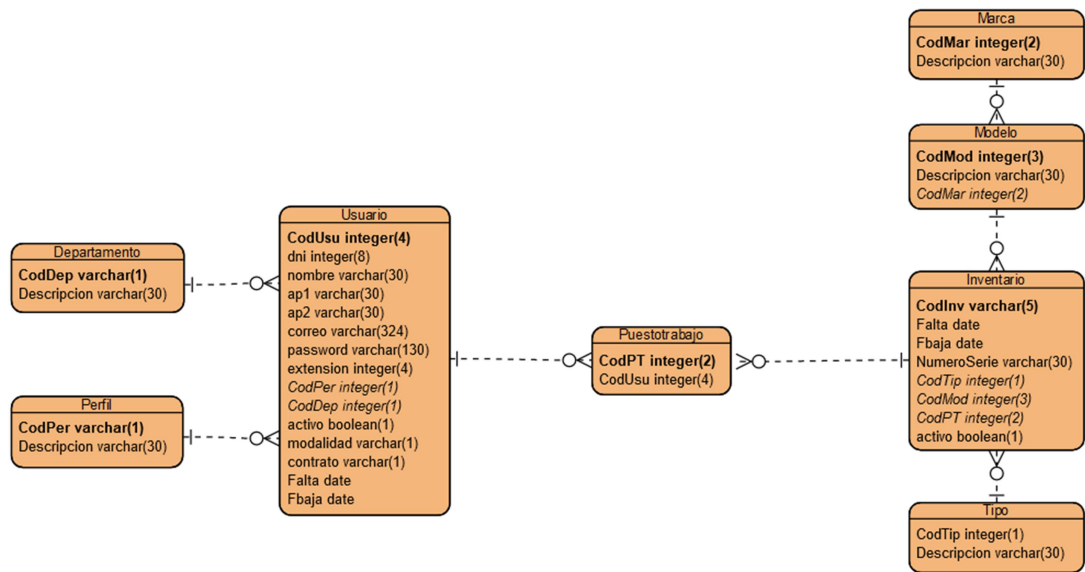 Marca
CodMar integer(2)
Descripcion varchar(30)
Modelo
CodMod integer(3)
Descripcion varchar(30)
CodMar integer(2)
Usuario
CodUsu integer(4)
dni integer(8)
nombre varchar(30)
ap1 varchar(30)
ap2 varchar(30)
correo varchar(324)
password varchar(130)
extension integer(4)
CodPer integer(1)
CodDep integer(1)
activo boolean(1)
modalidad varchar(1)
contrato varchar(1)
Falta date
Fbaja date
Departamento
CodDep varchar(1)
Descripcion varchar(30)
Perfil
CodPer varchar(1)
Descripcion varchar(30)
Puestotrabajo
CodPT integer(2)
CodUsu integer(4)
Inventario
CodInv varchar(5)
Falta date
Fbaja date
NumeroSerie varchar(30)
CodTip integer(1)
CodMod integer(3)
CodPT integer(2)
activo boolean(1)
Tipo
CodTip integer(1)
Descripcion varchar(30)